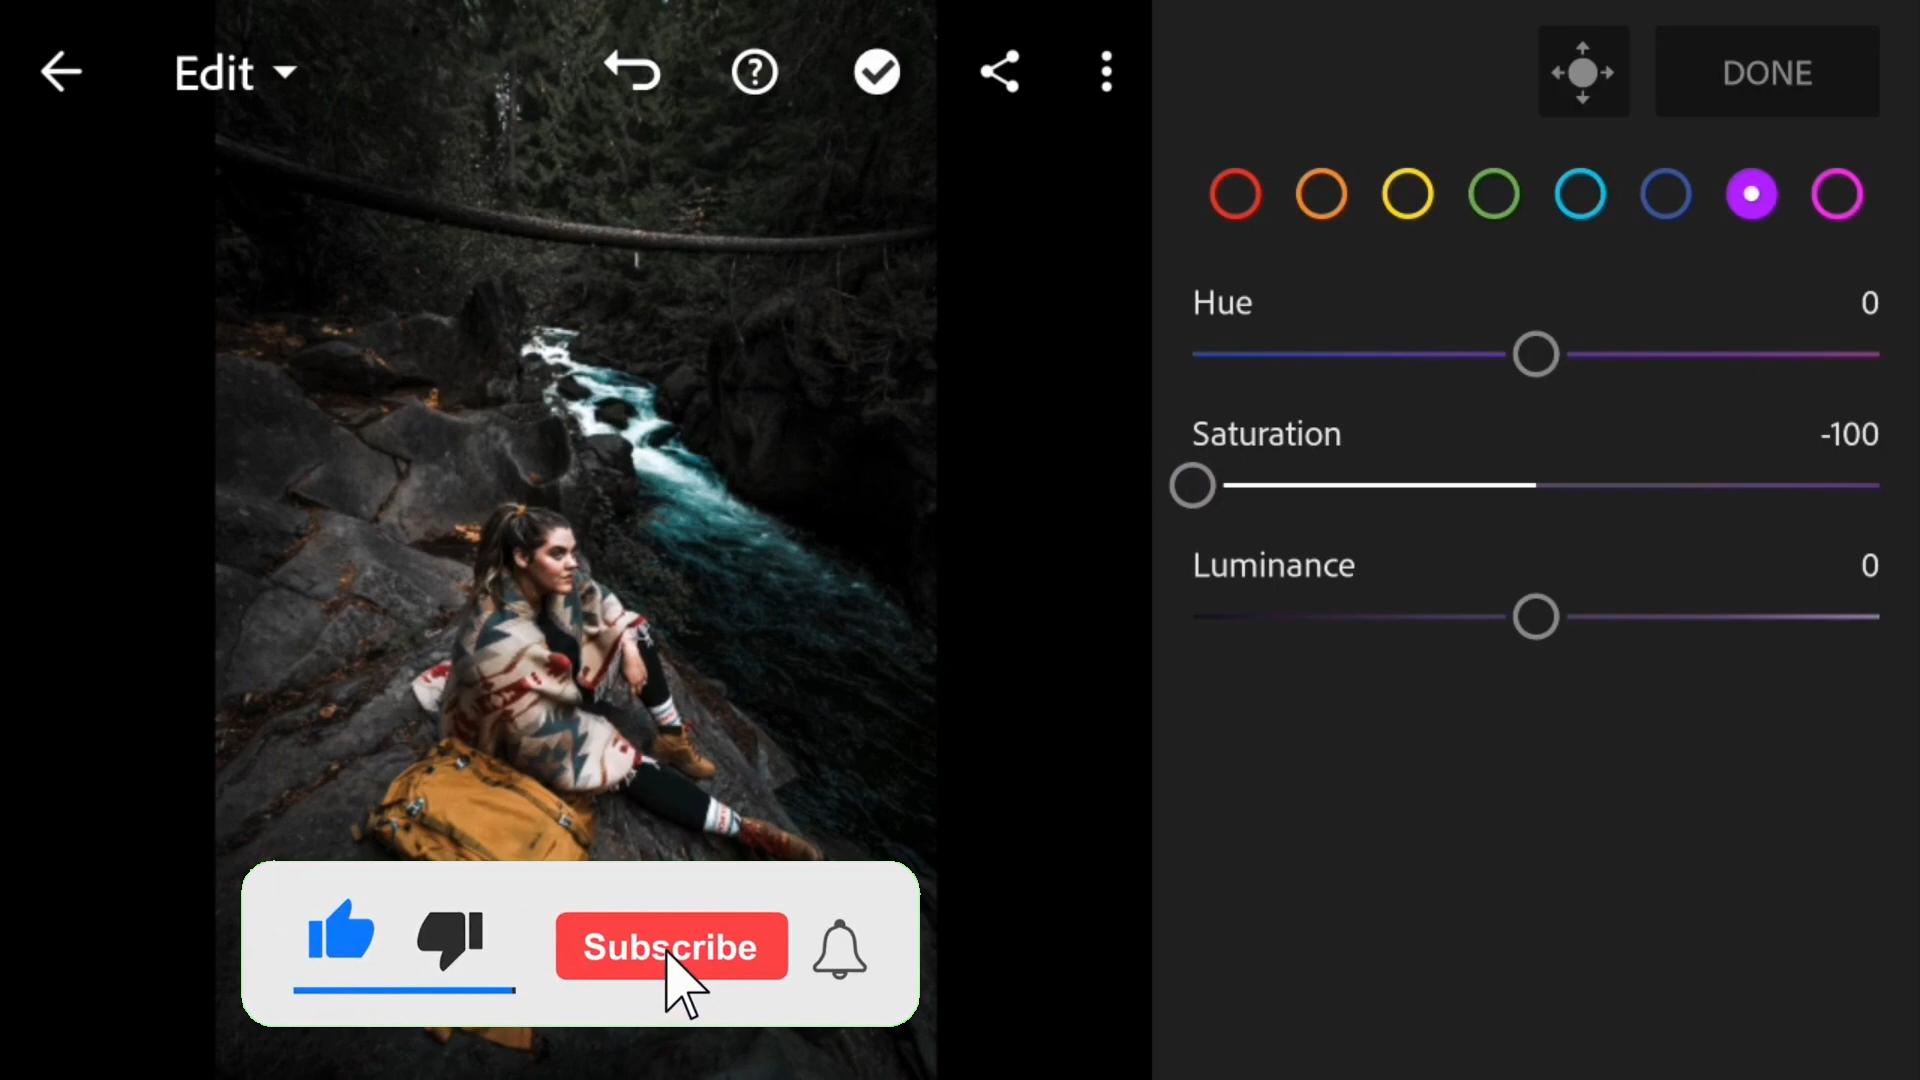 Edit
DONE
Hue 0
Saturation -100
Luminance 0
Subscribe